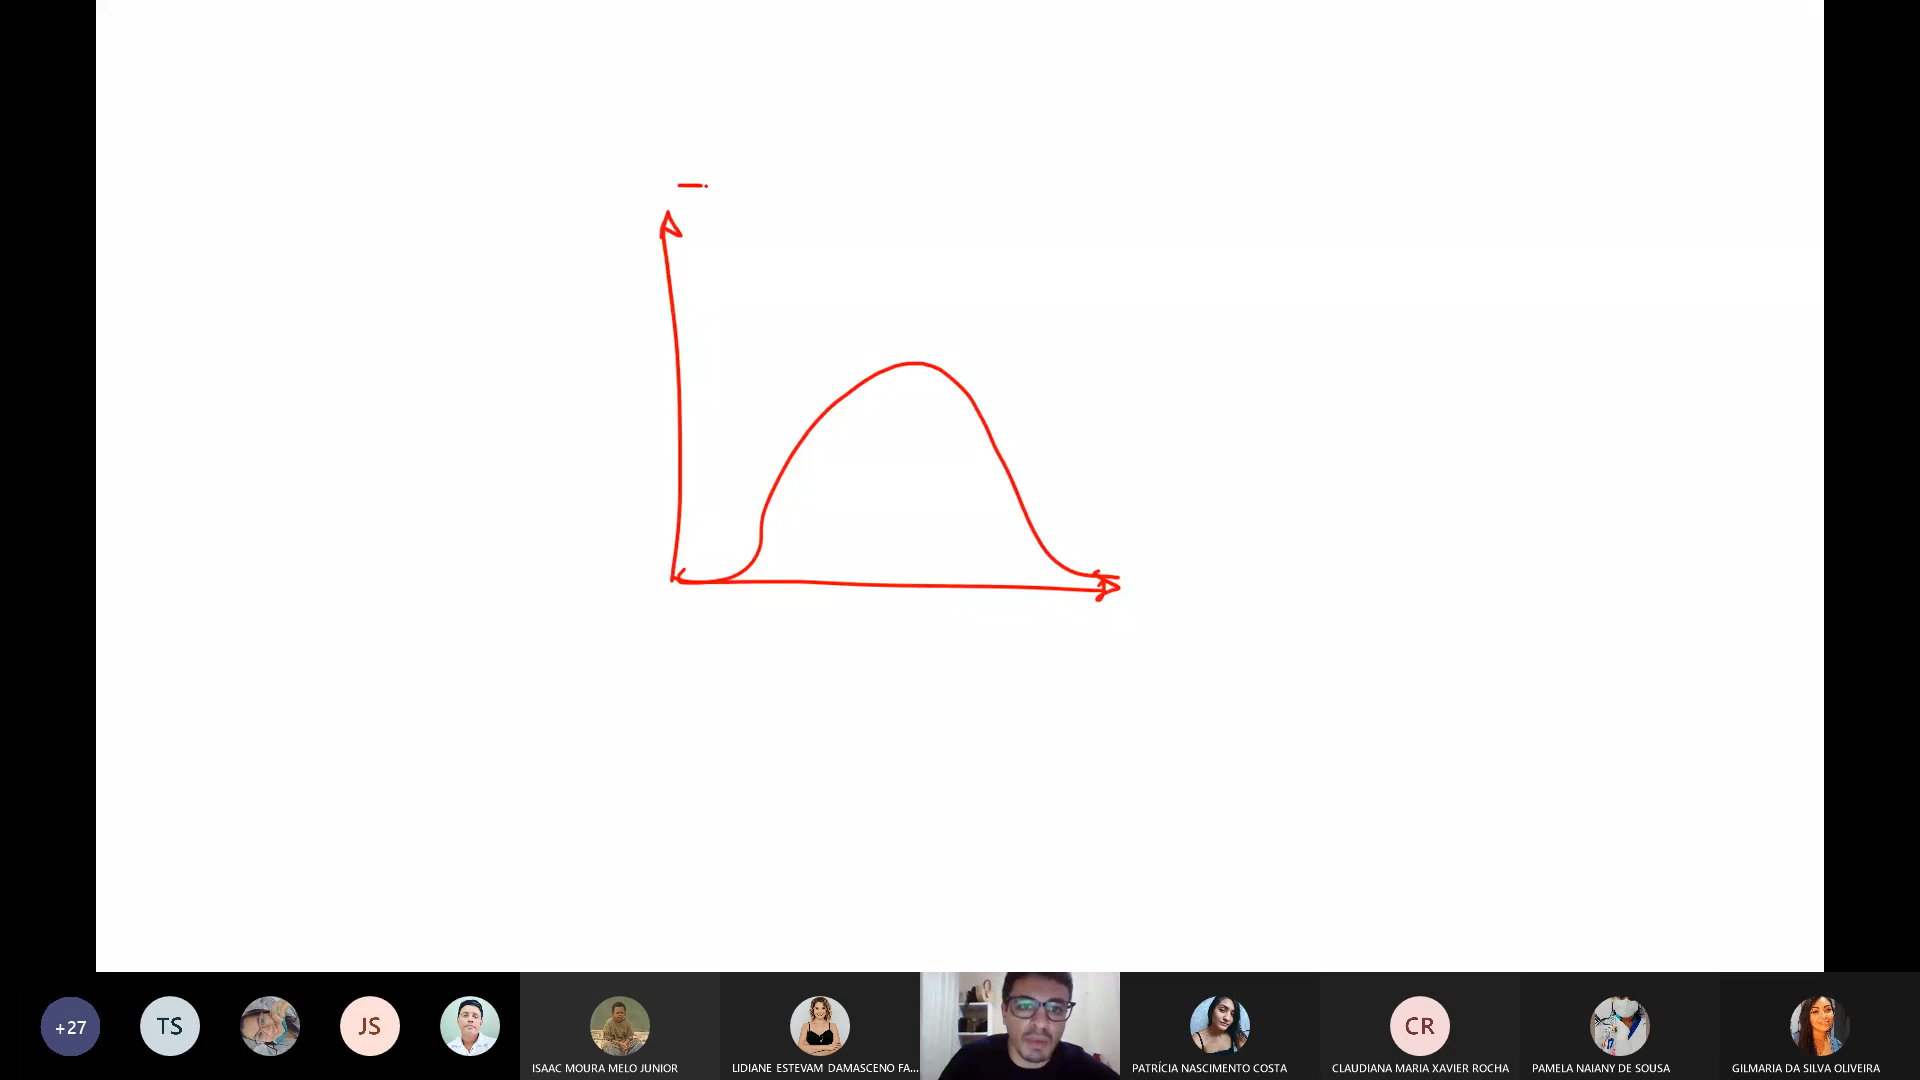 +27
TS
JS
ISAAC MOURA MELO JUNIOR
LIDIANE ESTEVAM DAMASCENO FA...
PATRÍCIA NASCIMENTO COSTA
CR
CLAUDIANA MARIA XAVIER ROCHA
PAMELA NAIANY DE SOUSA
GILMARIA DA SILVA OLIVEIRA